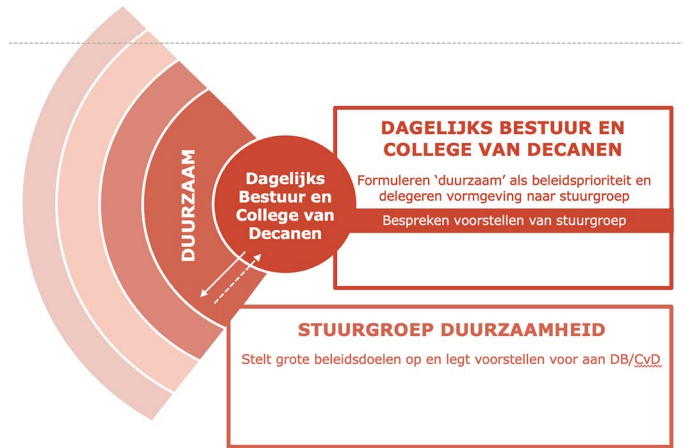 DUURZAAM
Dagelijks
Bestuur en
College van
Decanen
DAGELIJKS BESTUUR EN
COLLEGE VAN DECANEN
Formuleren ‘duurzaam’ als beleidsprioriteit en
delegeren vormgeving naar stuurgroep
Bespreken voorstellen van stuurgroep
STUURGROEP DUURZAAMHEID
Stelt grote beleidsdoelen op en legt voorstellen voor aan DB/CvD